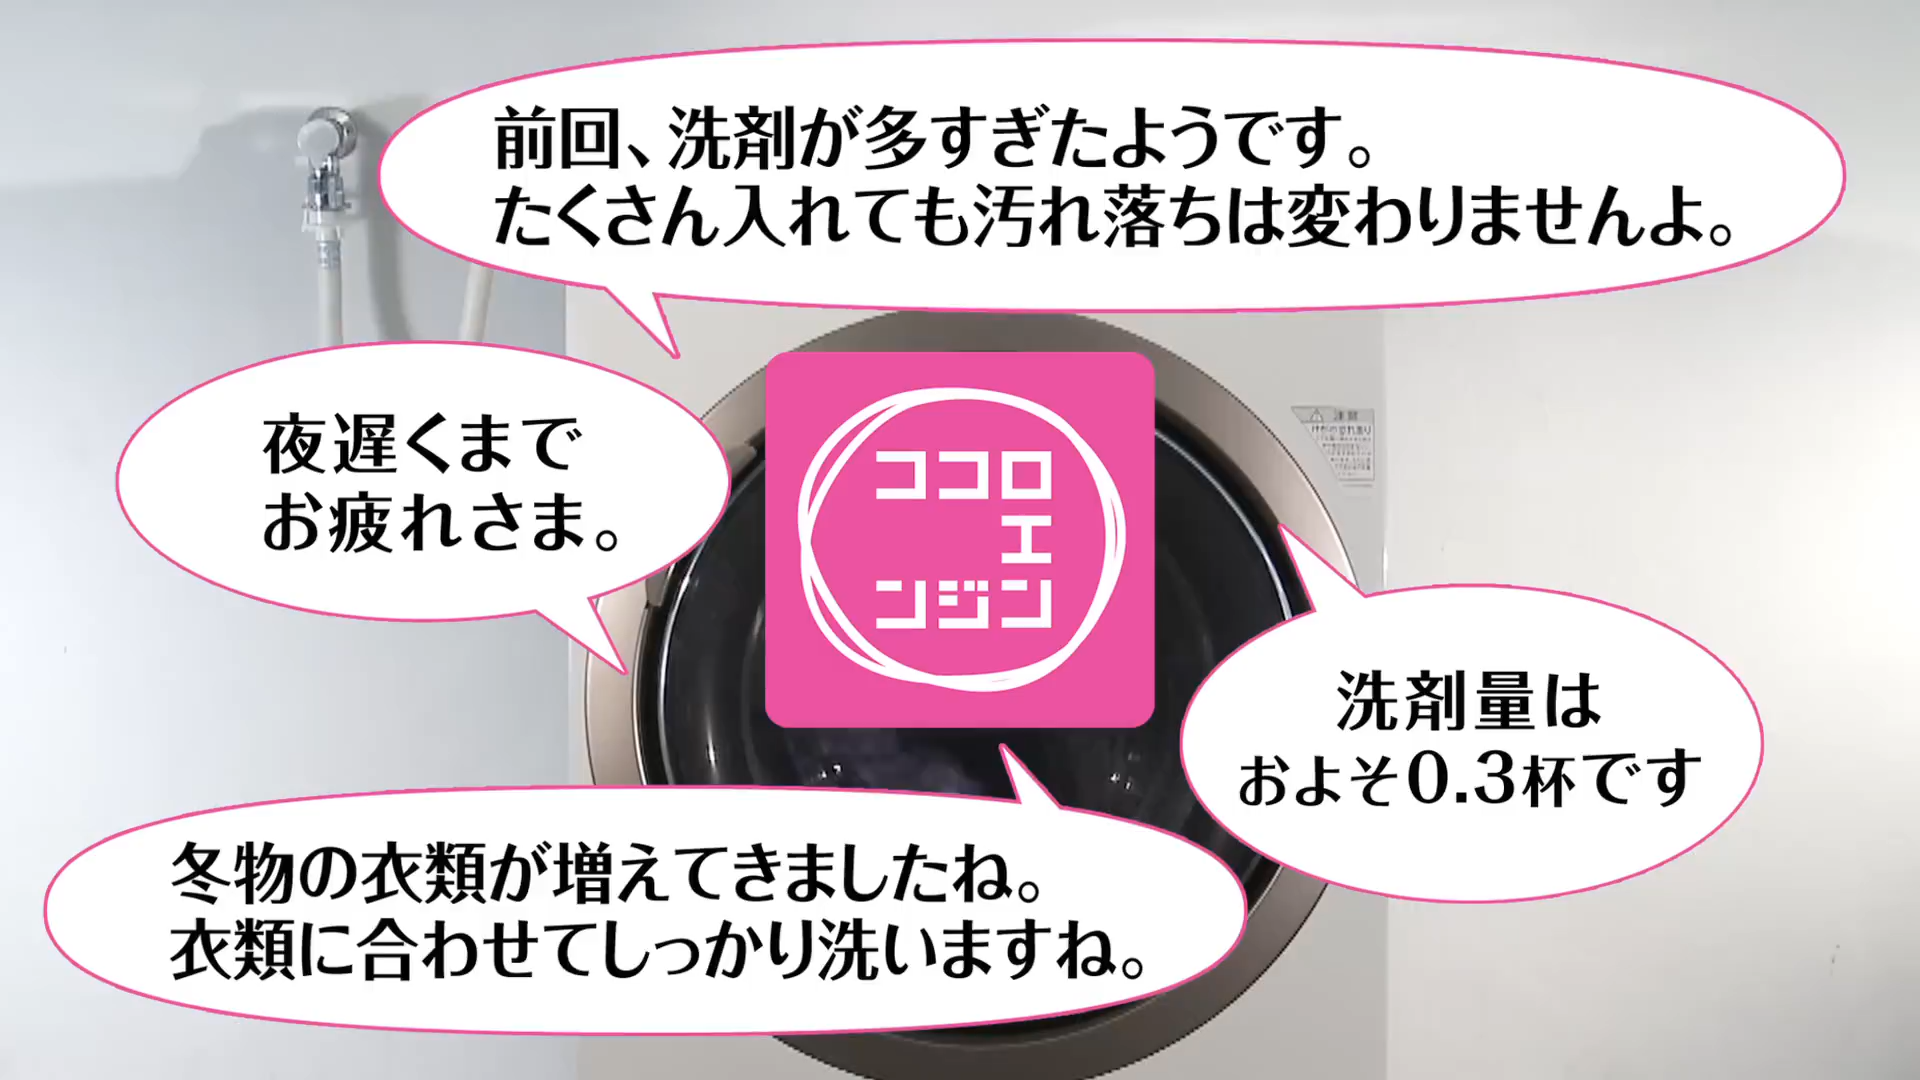 前回、洗剤が多すぎたようです。
たくさん入れても汚れ落ちは変わりませんよ。
夜遅くまで
お疲れさま。
ココロ
エ
ンジン
注意
洗剤量は
およそ0.3杯です
冬物の衣類が増えてきましたね。
衣類に合わせてしっかり洗いますね。